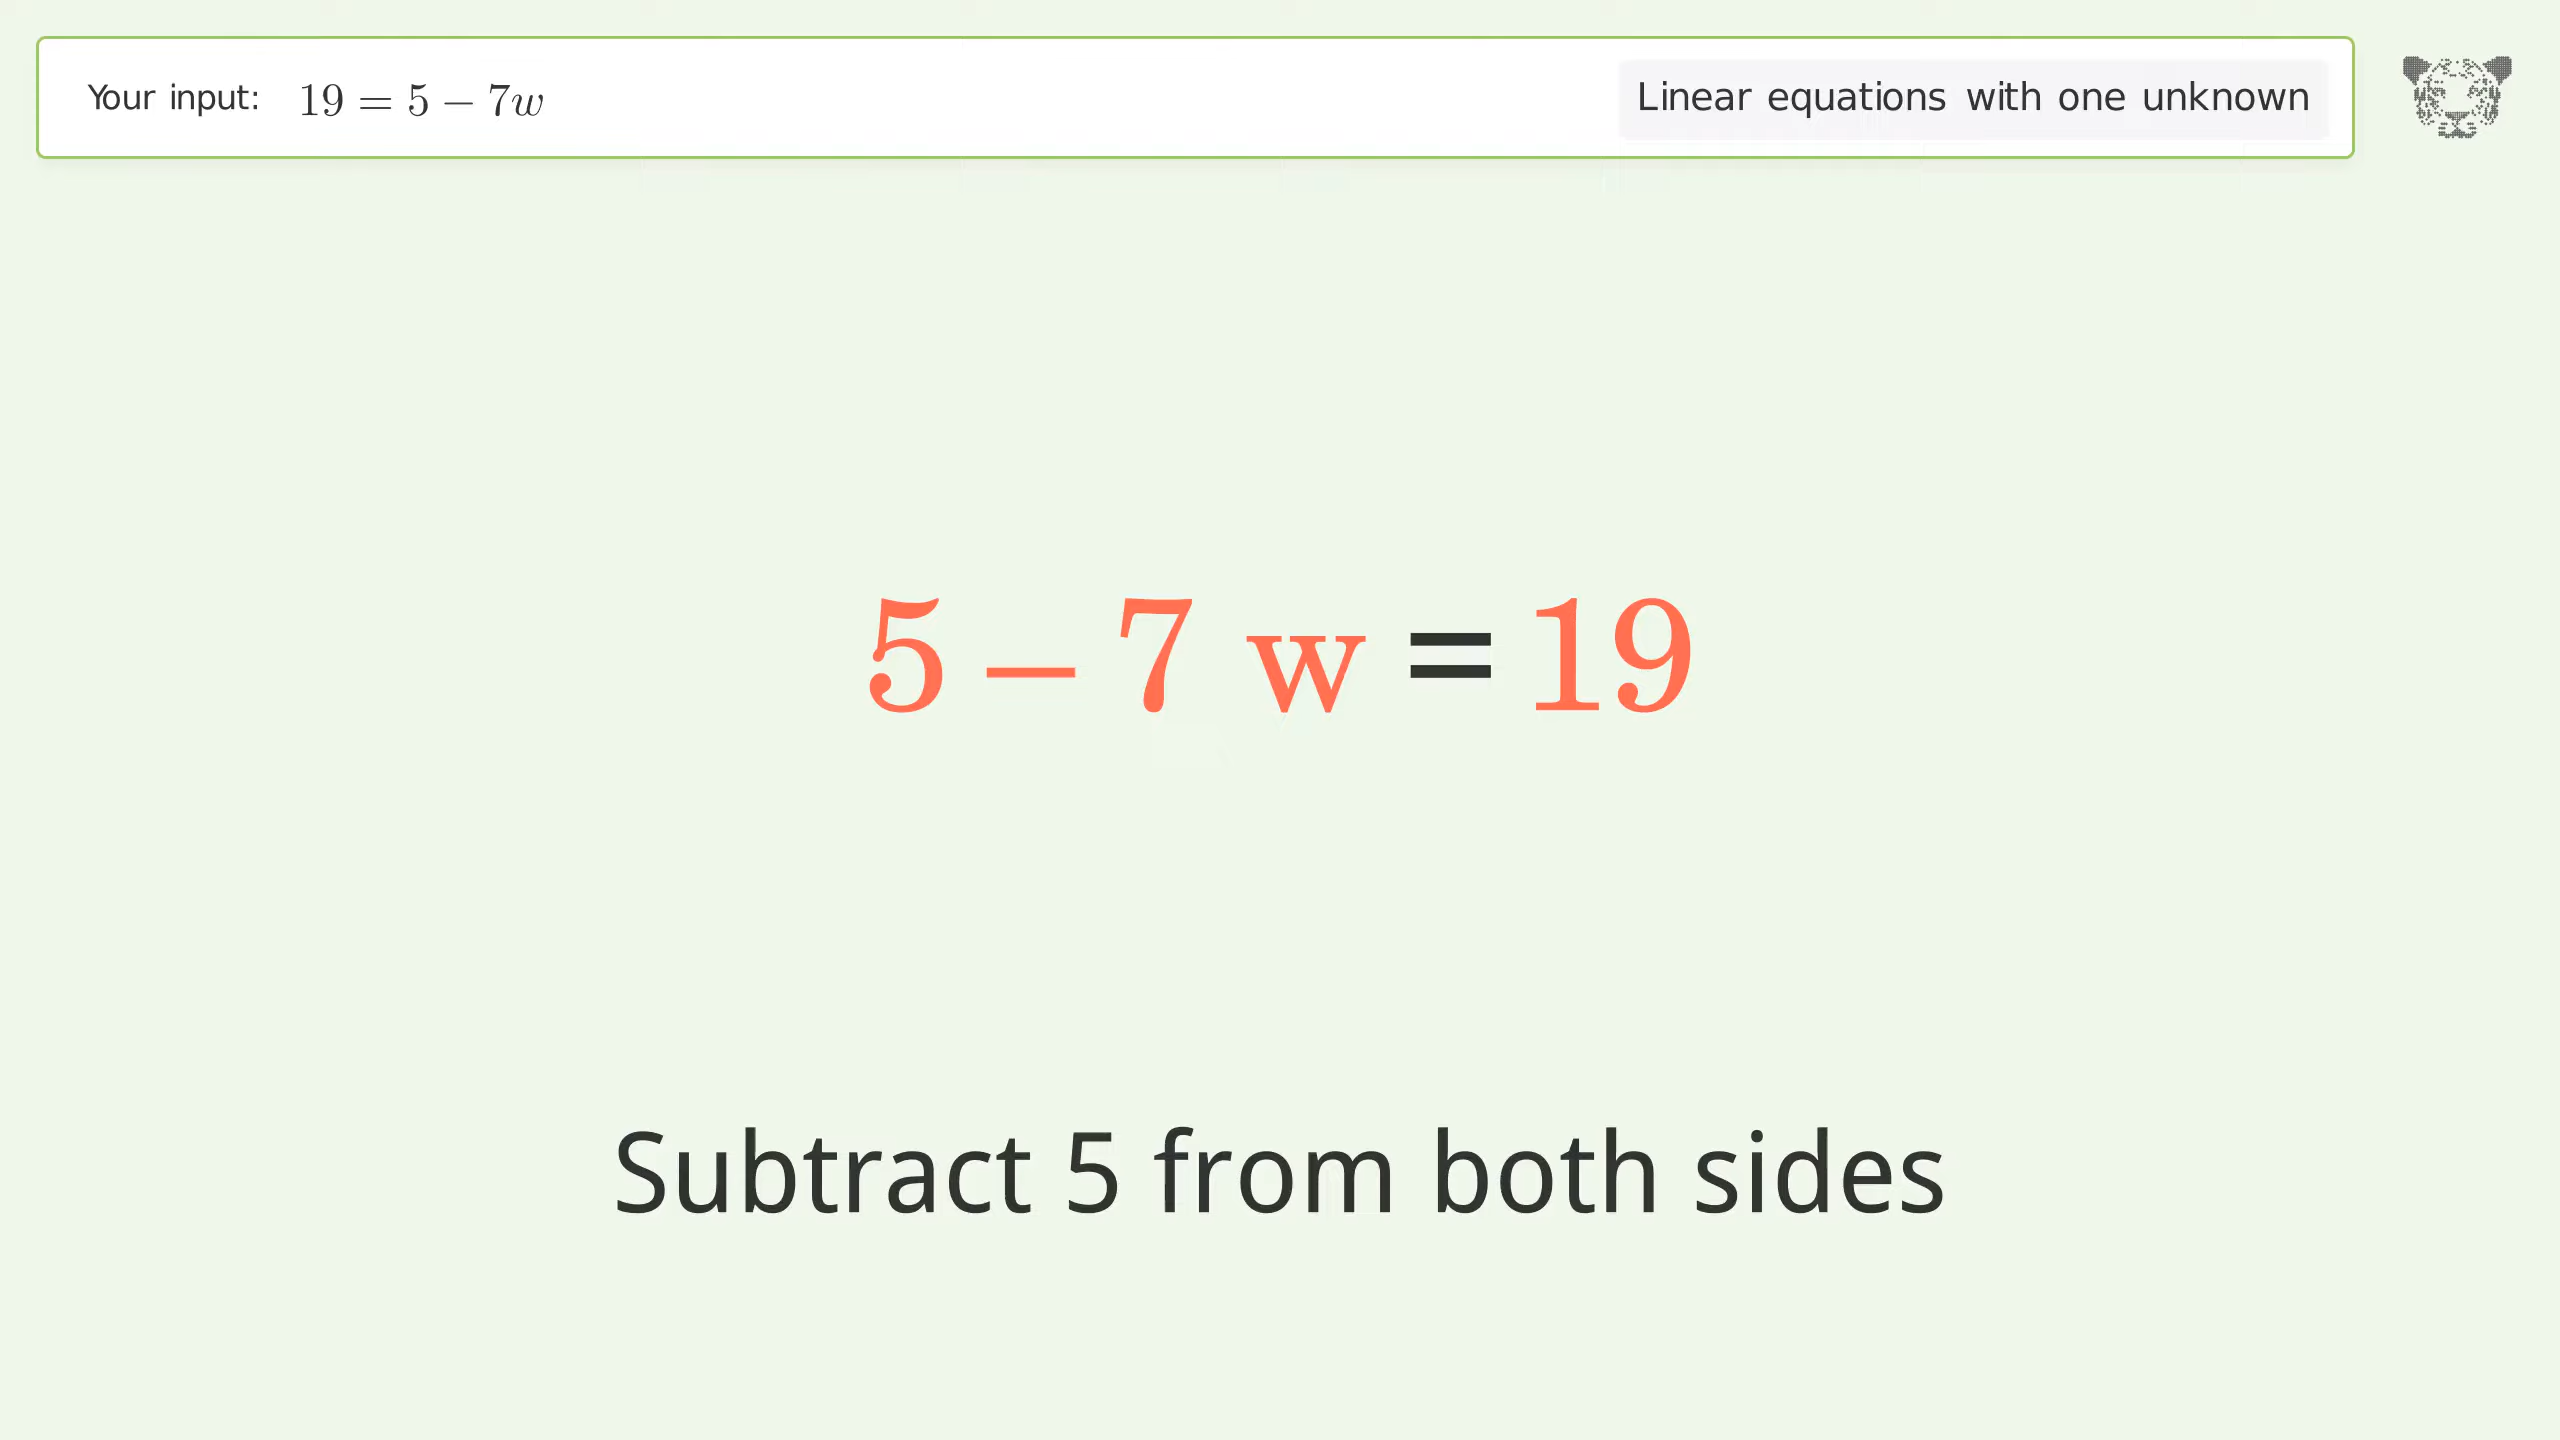 Your input: 19 = 5 − 7w
Linear equations with one unknown
5 − 7 w = 19
Subtract 5 from both sides